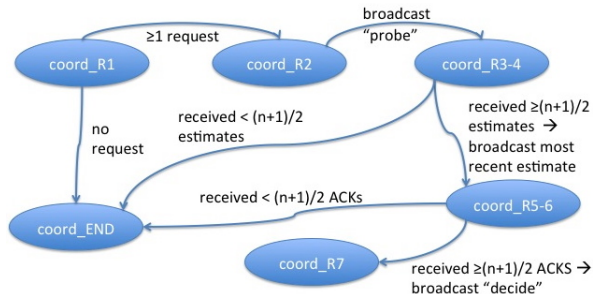 broadcast
"probe"
≥1 request
coord_R1
coord_R2
coord_R3-4
no
request
received < (n+1)/2
estimates
received ≥(n+1)/2
estimates →
broadcast most
recent estimate
received < (n+1)/2 ACKs
coord_R5-6
coord_END
coord_R7
received ≥(n+1)/2 ACKS →
broadcast "decide"